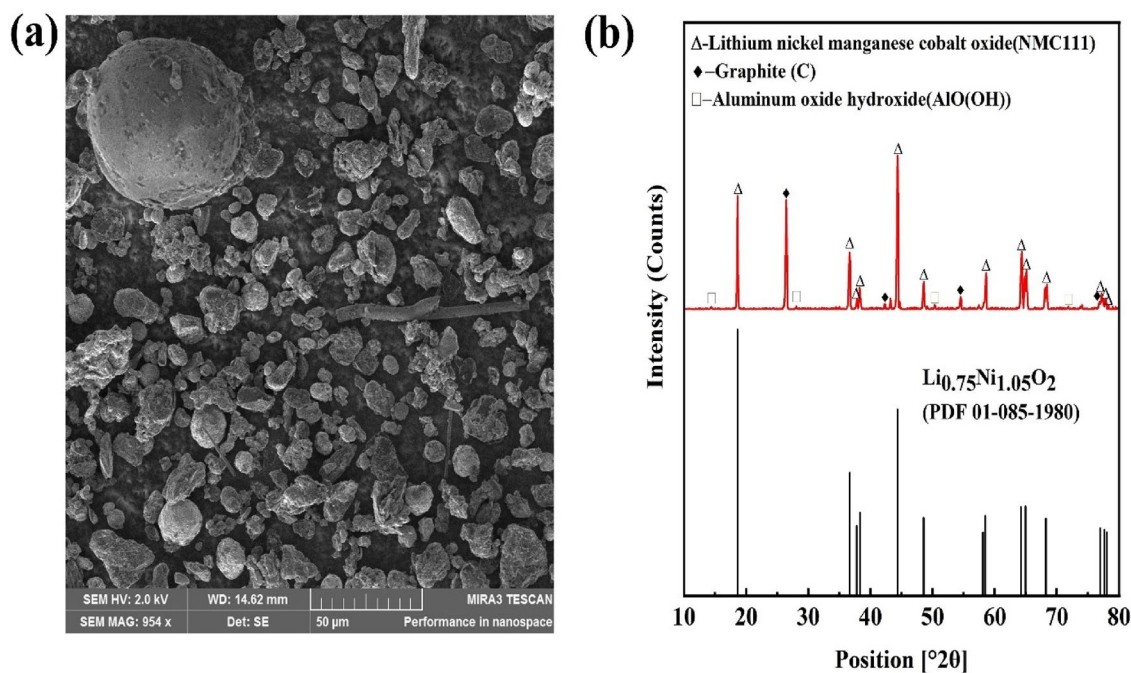 (a)
SEM HV: 2.0 kV
WD: 14.62 mm
MIRA3 TESCAN
SEM MAG: 954 x
Det: SE
50 µm
Performance in nanospace
(b)
Δ-Lithium nickel manganese cobalt oxide(NMC111)
♦–Graphite (C)
□–Aluminum oxide hydroxide(AlO(OH))
Intensity (Counts)
Li0.75Ni1.05O2
(PDF 01-085-1980)
10 20 30 40 50 60 70 80
Position [°2θ]